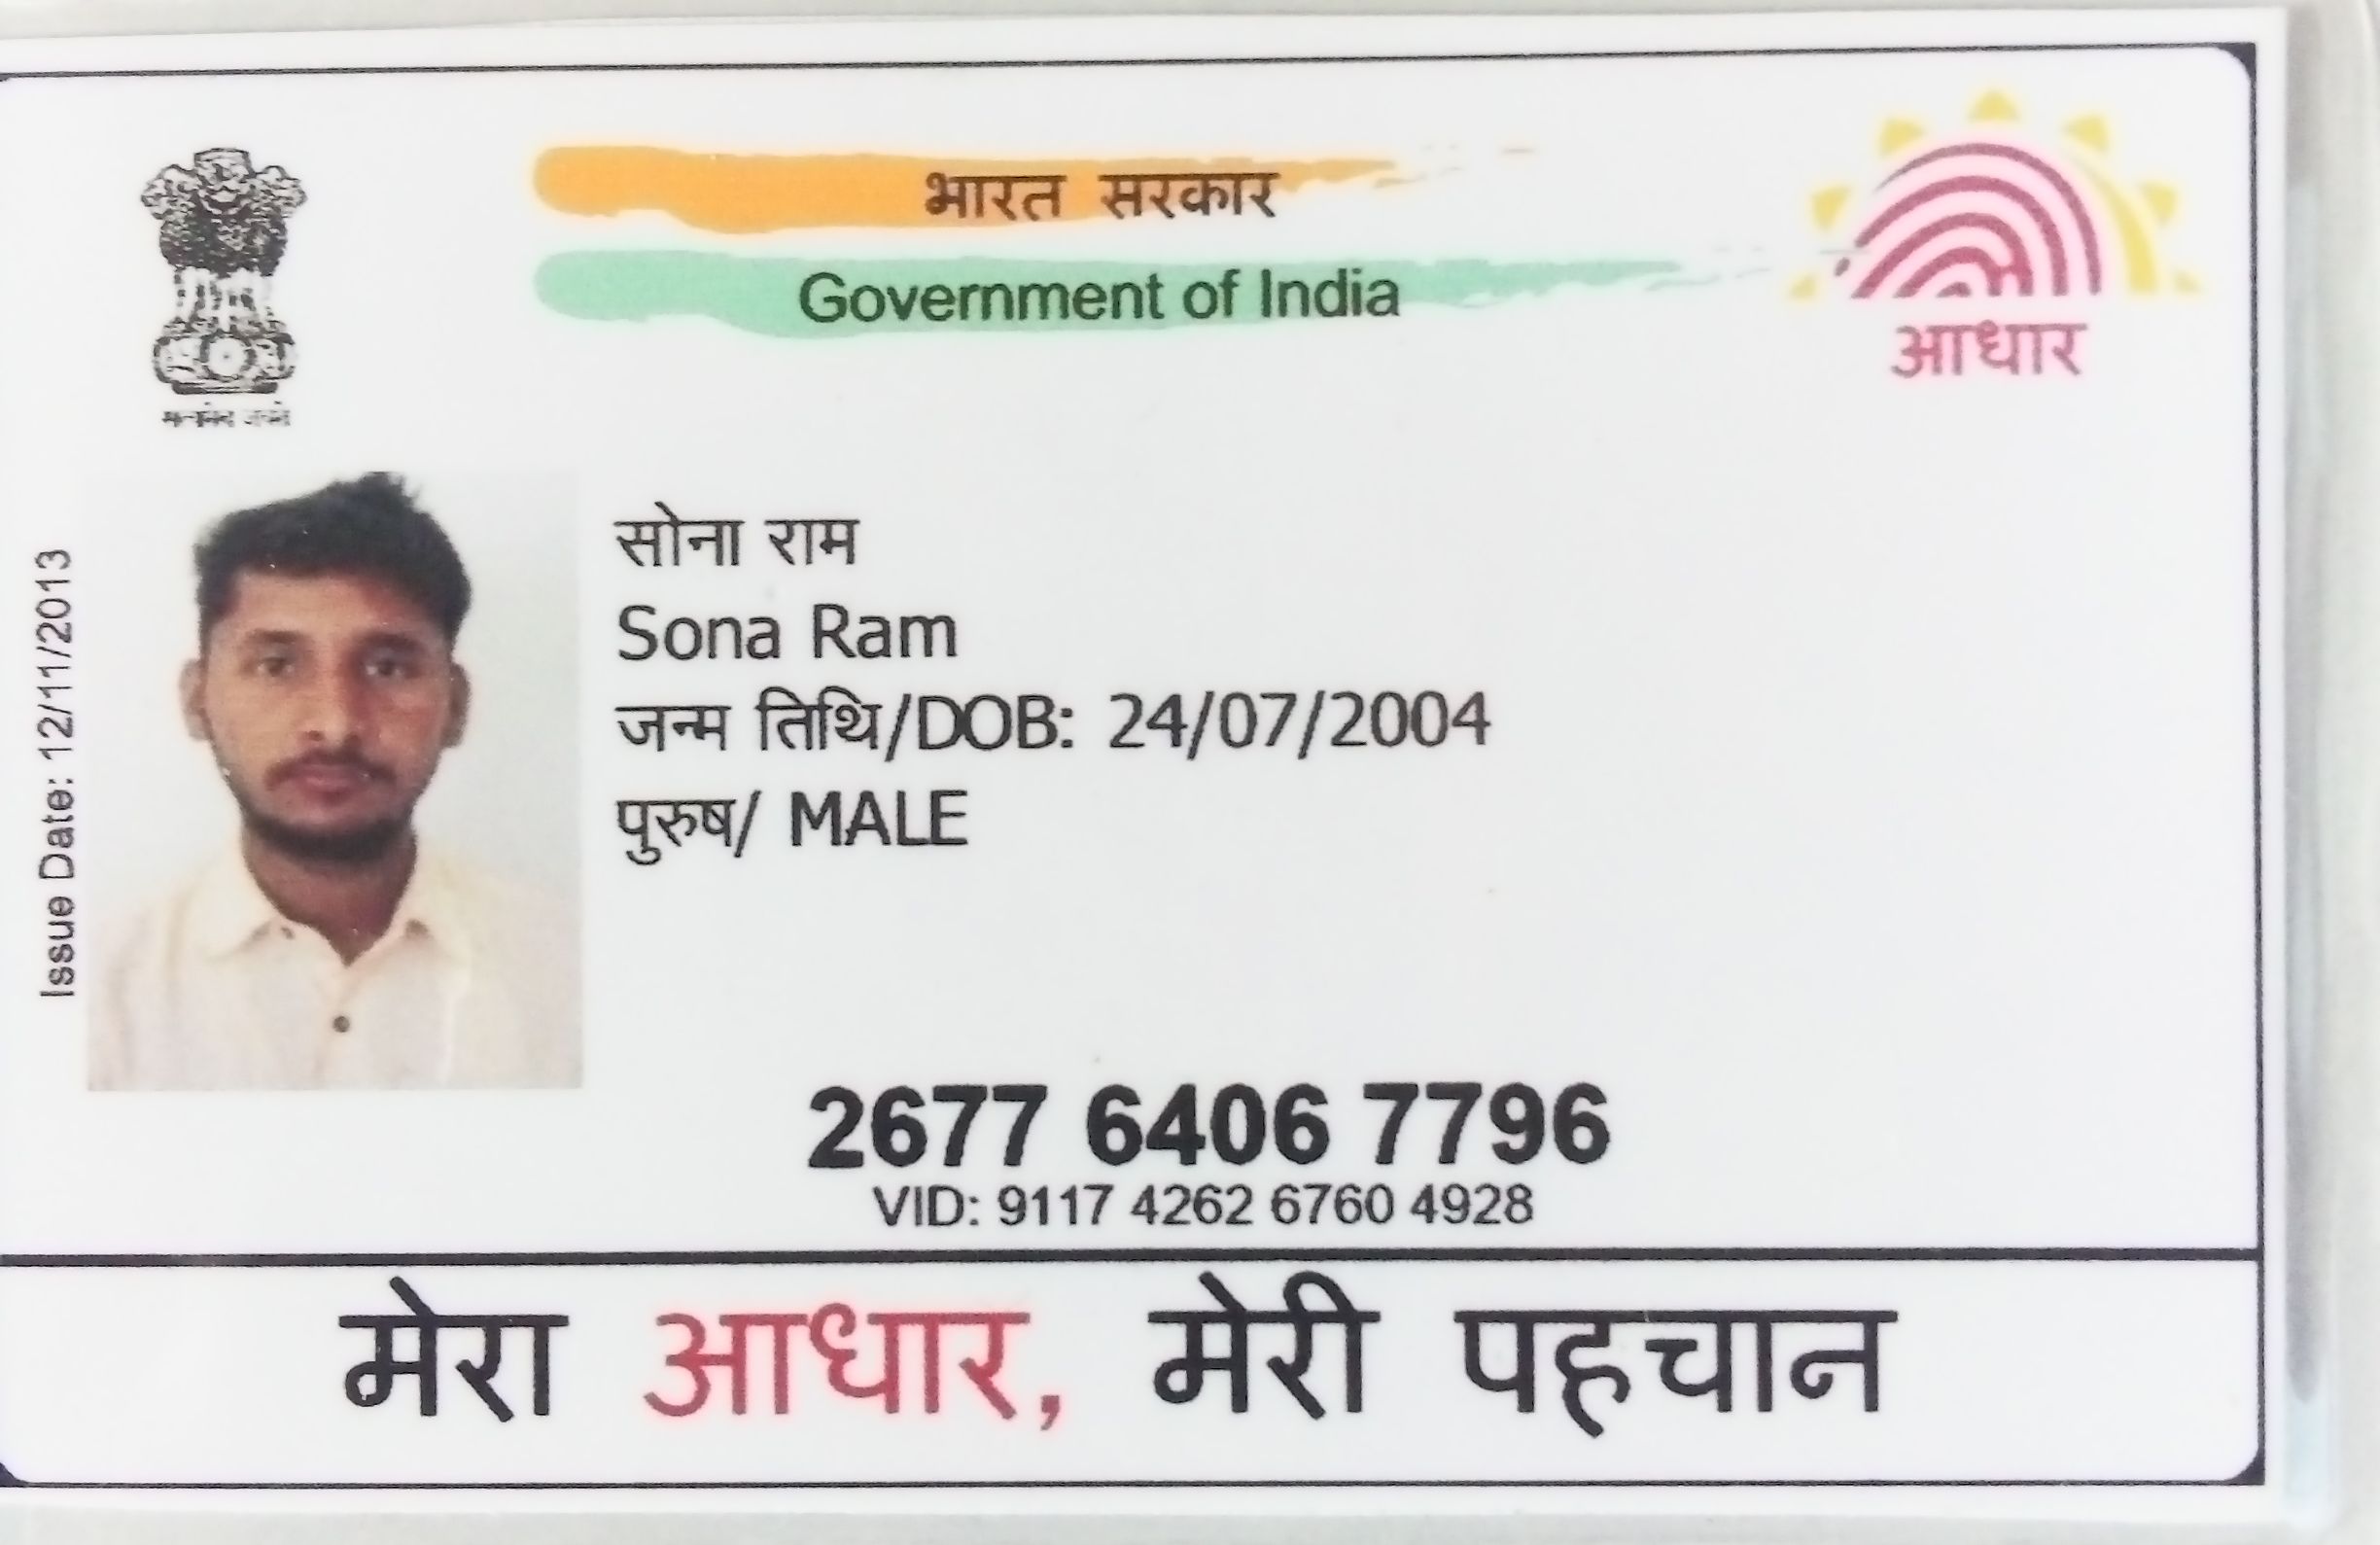 भारत सरकार
Government of India
आधार
Issue Date: 12/11/2013
सोना राम
Sona Ram
जन्म तिथि/DOB: 24/07/2004
पुरुष/ MALE
2677 6406 7796
VID: 9117 4262 6760 4928
मेरा आधार, मेरी पहचान